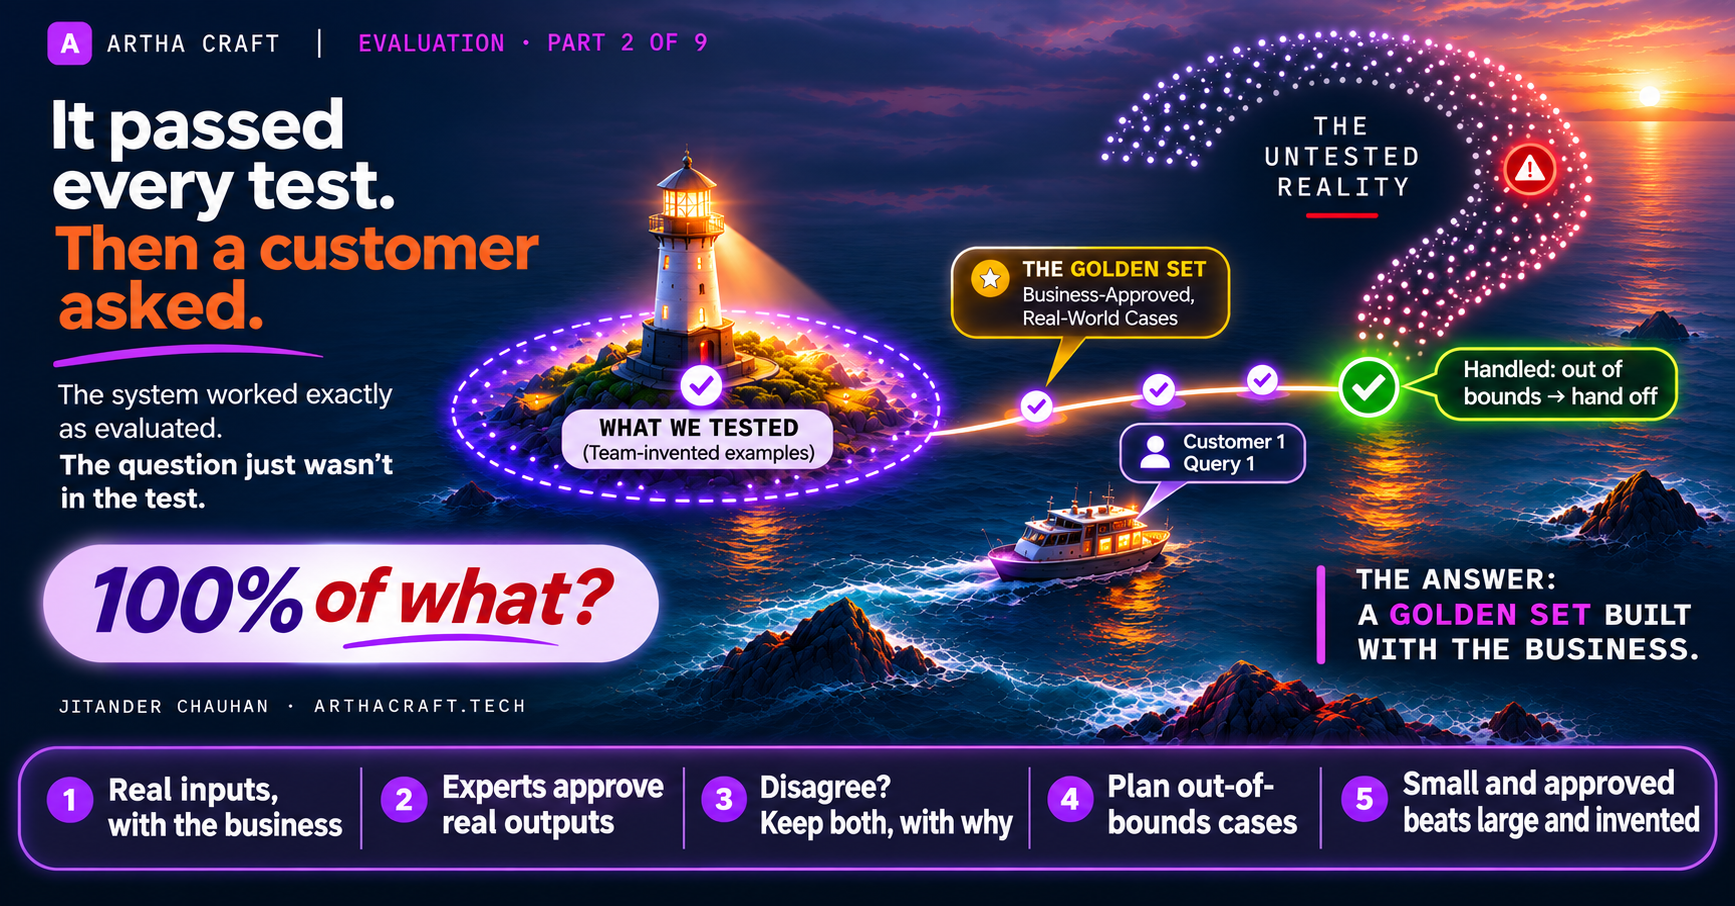 A ARTHA CRAFT | EVALUATION · PART 2 OF 9
It passed
every test.
Then a customer
asked.
The system worked exactly
as evaluated.
The question just wasn't
in the test.
100% of what?
JITANDER CHAUHAN · ARTHACRAFT.TECH
WHAT WE TESTED
(Team-invented examples)
THE GOLDEN SET
Business-Approved,
Real-World Cases
Customer 1
Query 1
THE
UNTESTED
REALITY
Handled: out of
bounds → hand off
THE ANSWER:
A GOLDEN SET BUILT
WITH THE BUSINESS.
1 Real inputs,
with the business
2 Experts approve
real outputs
3 Disagree?
Keep both, with why
4 Plan out-of-
bounds cases
5 Small and approved
beats large and invented